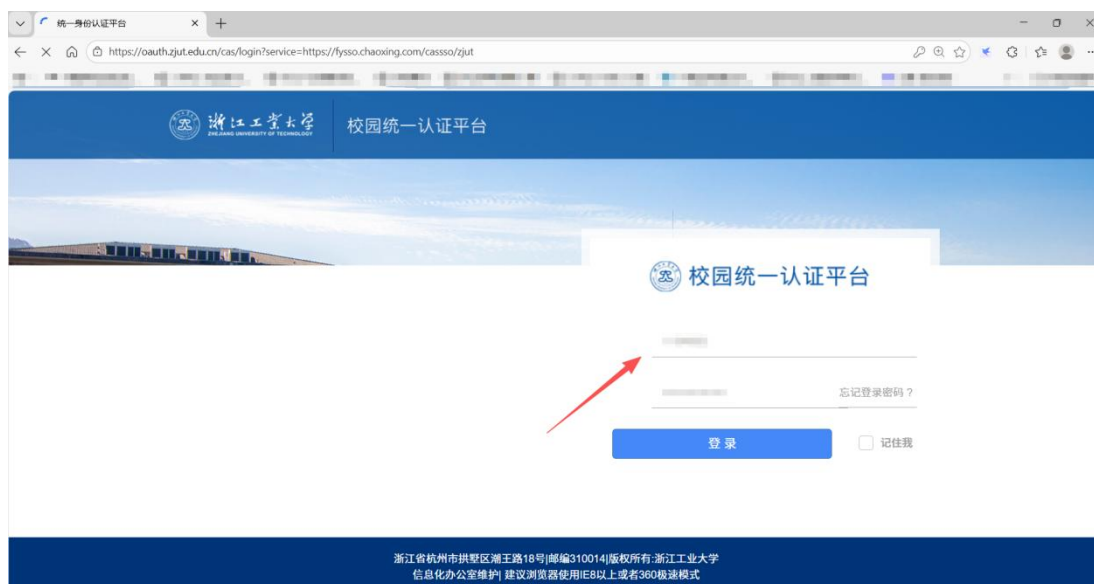 统一身份认证平台
https://oauth.zjut.edu.cn/cas/login?service=https://fysso.chaoxing.com/cassso/zjut
浙江工业大学 校园统一认证平台
ZHEJIANG UNIVERSITY OF TECHNOLOGY
校园统一认证平台
忘记登录密码？
登 录 记住我
浙江省杭州市拱墅区潮王路18号|邮编310014|版权所有:浙江工业大学
信息化办公室维护| 建议浏览器使用IE8以上或者360极速模式